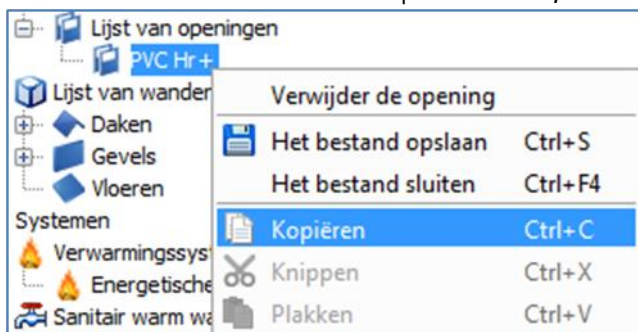 Lijst van openingen
PVC Hr+
Lijst van wander
Daken
Gevels
Vloeren
Systemen
Verwarmingssys
Energetische
Sanitair warm wa
Verwijder de opening
Het bestand opslaan Ctrl+S
Het bestand sluiten Ctrl+F4
Kopiëren Ctrl+C
Knippen Ctrl+X
Plakken Ctrl+V